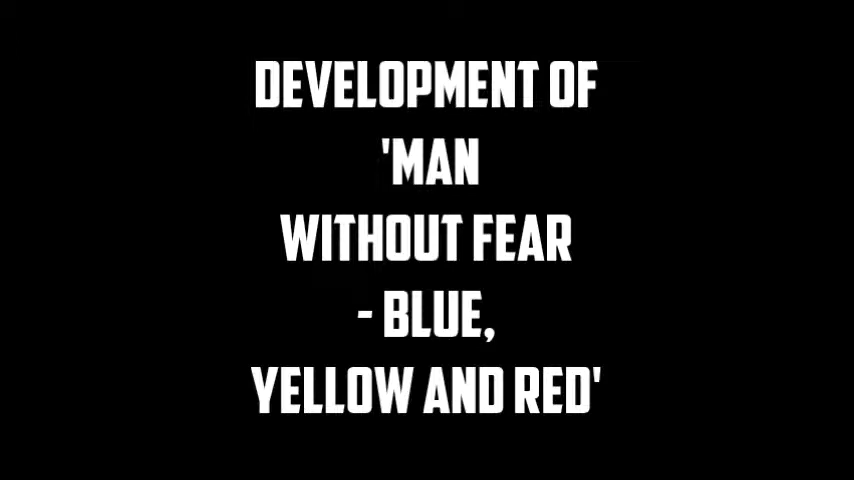 DEVELOPMENT OF
'MAN
WITHOUT FEAR
- BLUE,
YELLOW AND RED'